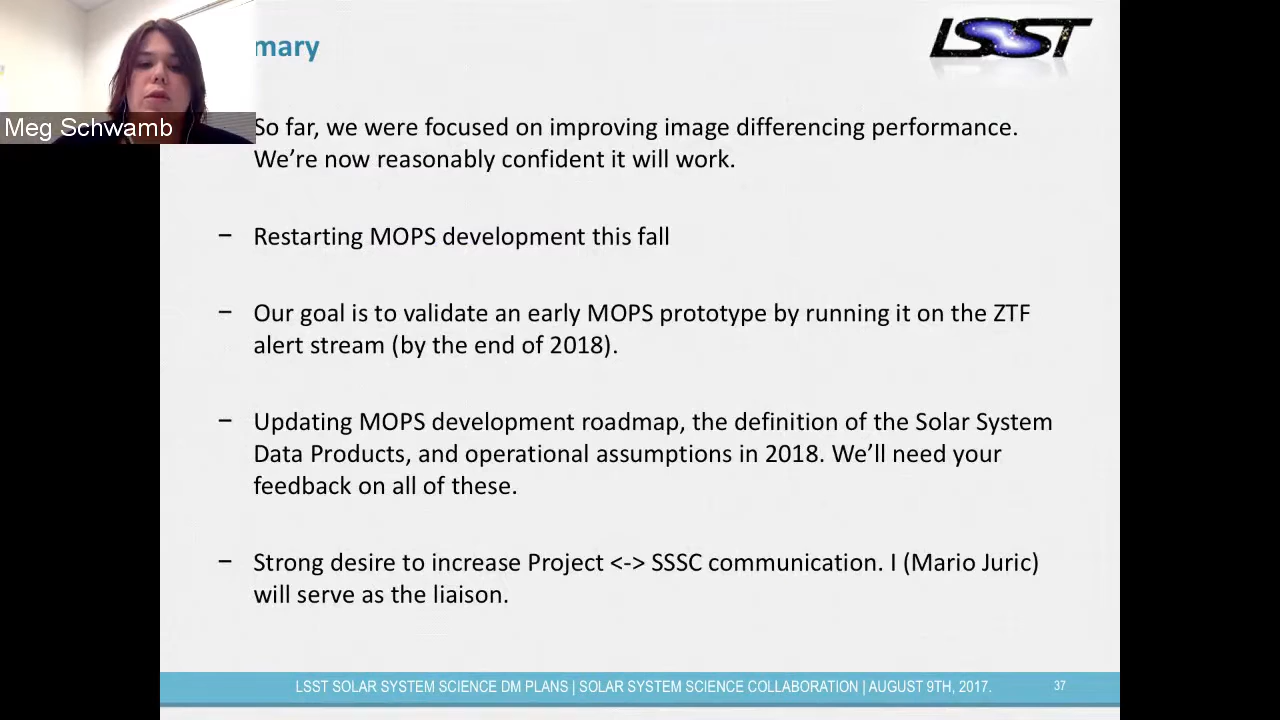 mary
LSST
Meg Schwamb
So far, we were focused on improving image differencing performance.
We’re now reasonably confident it will work.
– Restarting MOPS development this fall
– Our goal is to validate an early MOPS prototype by running it on the ZTF
alert stream (by the end of 2018).
– Updating MOPS development roadmap, the definition of the Solar System
Data Products, and operational assumptions in 2018. We’ll need your
feedback on all of these.
– Strong desire to increase Project <-> SSSC communication. I (Mario Juric)
will serve as the liaison.
LSST SOLAR SYSTEM SCIENCE DM PLANS | SOLAR SYSTEM SCIENCE COLLABORATION | AUGUST 9TH, 2017.
37